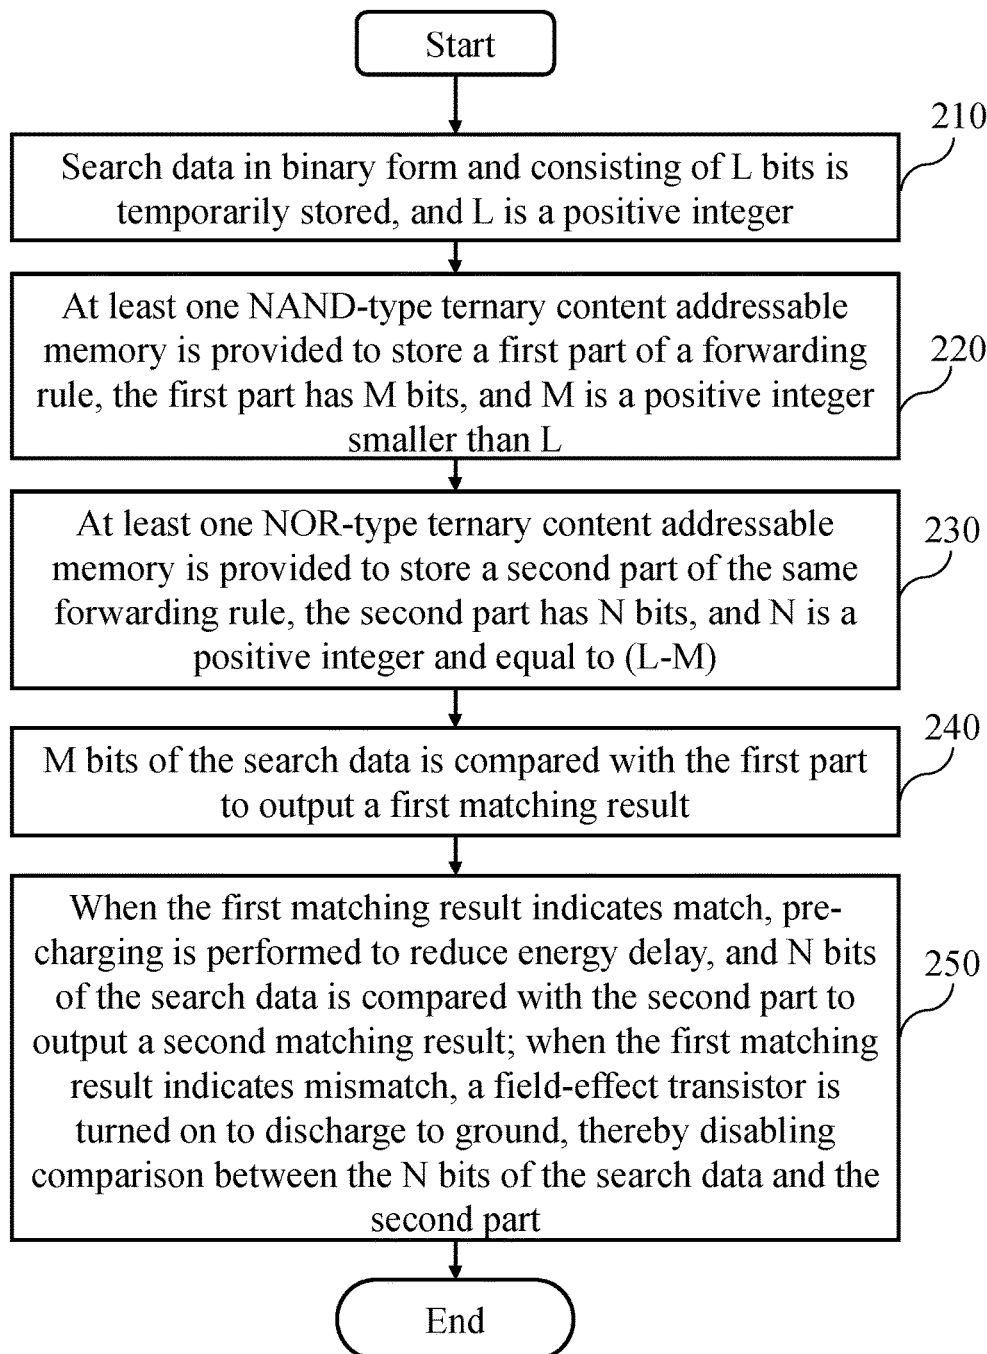 Start
210
Search data in binary form and consisting of L bits is
temporarily stored, and L is a positive integer
At least one NAND-type ternary content addressable
memory is provided to store a first part of a forwarding
rule, the first part has M bits, and M is a positive integer
smaller than L
220
At least one NOR-type ternary content addressable
memory is provided to store a second part of the same
forwarding rule, the second part has N bits, and N is a
positive integer and equal to (L-M)
230
M bits of the search data is compared with the first part
to output a first matching result
240
When the first matching result indicates match, pre-
charging is performed to reduce energy delay, and N bits
of the search data is compared with the second part to
output a second matching result; when the first matching
result indicates mismatch, a field-effect transistor is
turned on to discharge to ground, thereby disabling
comparison between the N bits of the search data and the
second part
250
End